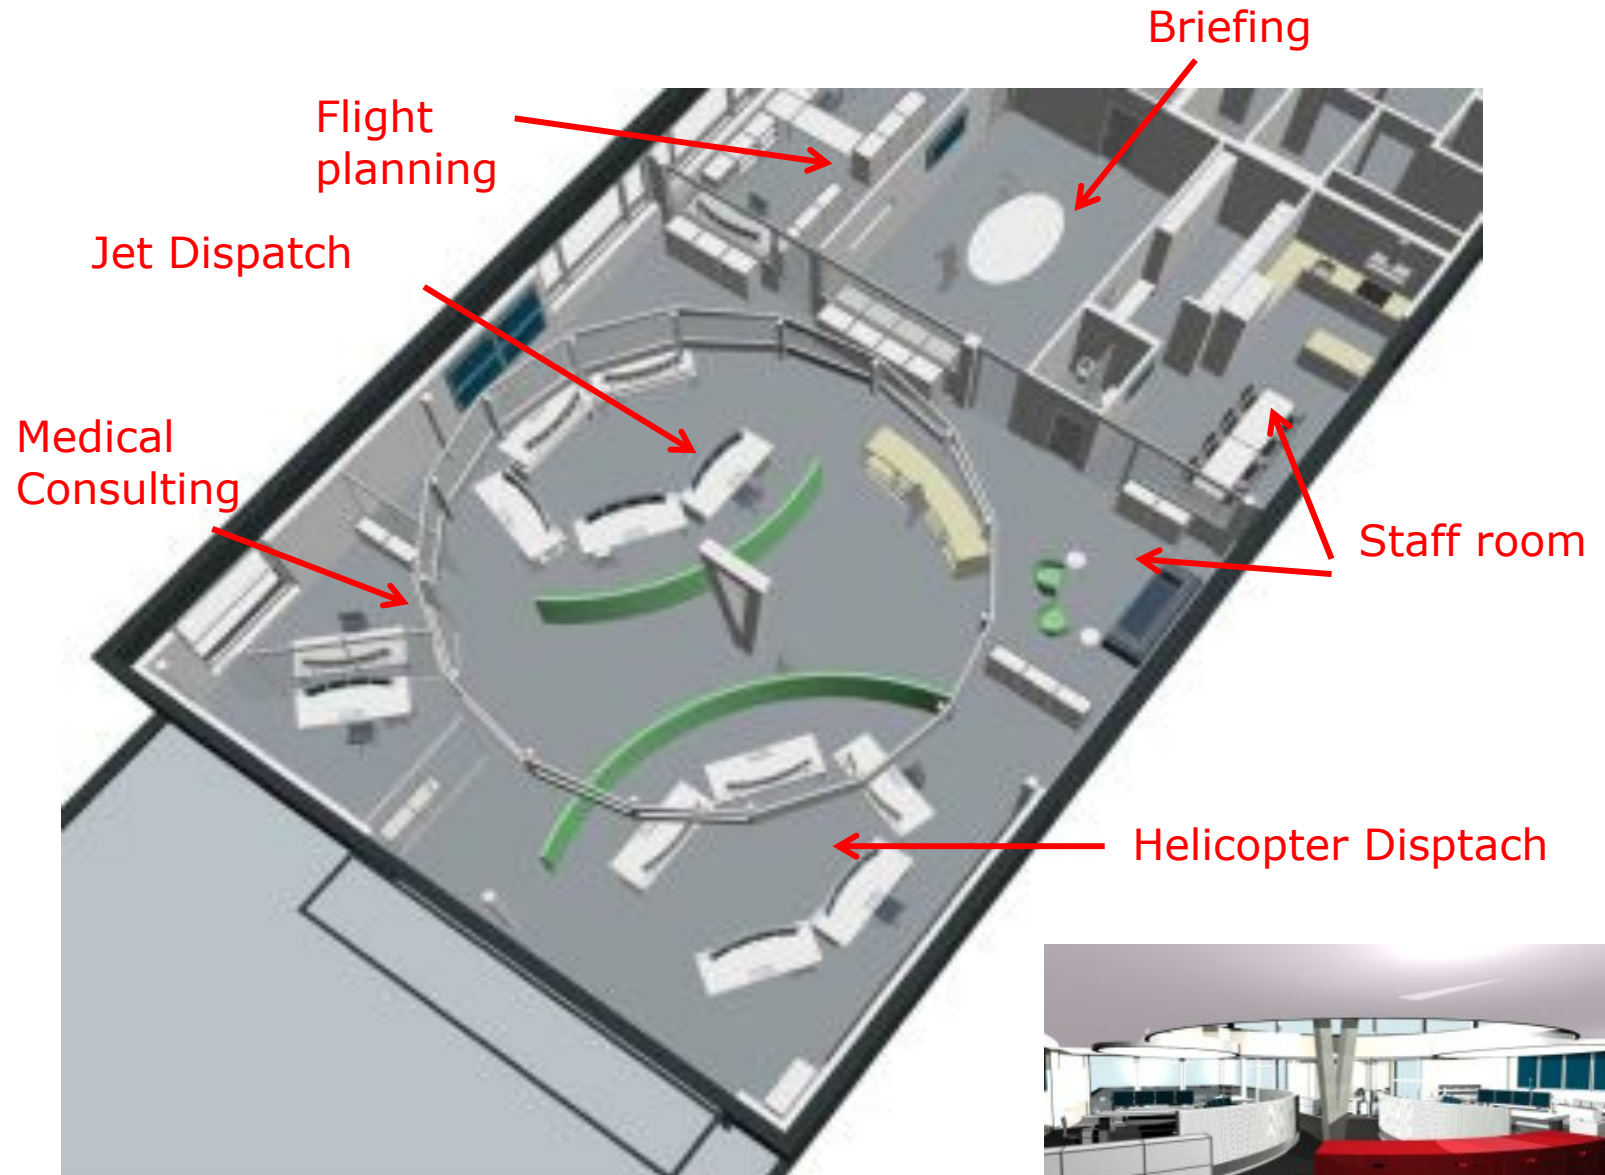 Briefing
Flight
planning
Jet Dispatch
Medical
Consulting
Staff room
Helicopter Disptach